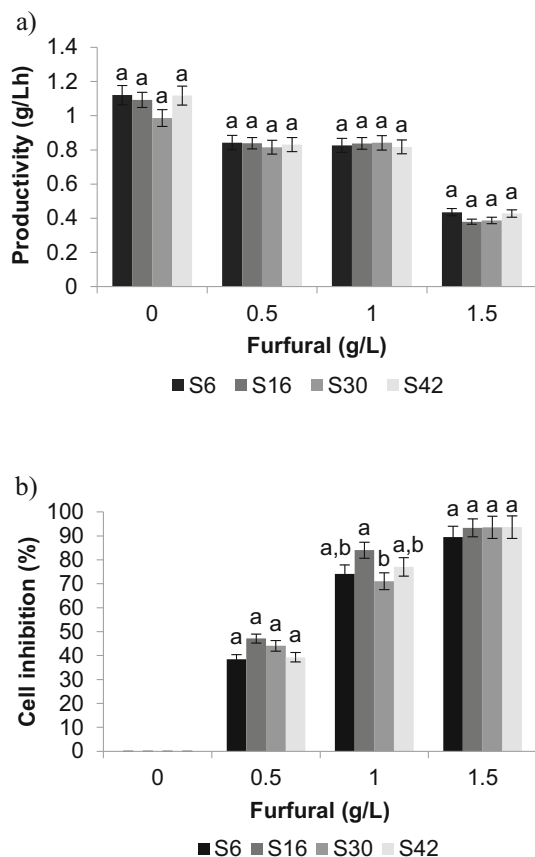 a)
Productivity (g/Lh)
1.4
1.2
1
0.8
0.6
0.4
0.2
0
a a a a
a a a a
a a a a
a a a a
0 0.5 1 1.5
Furfural (g/L)
S6 S16 S30 S42
b)
Cell inhibition (%)
100
90
80
70
60
50
40
30
20
10
0
a a a a
a,b a b a,b
a a a a
0 0.5 1 1.5
Furfural (g/L)
S6 S16 S30 S42